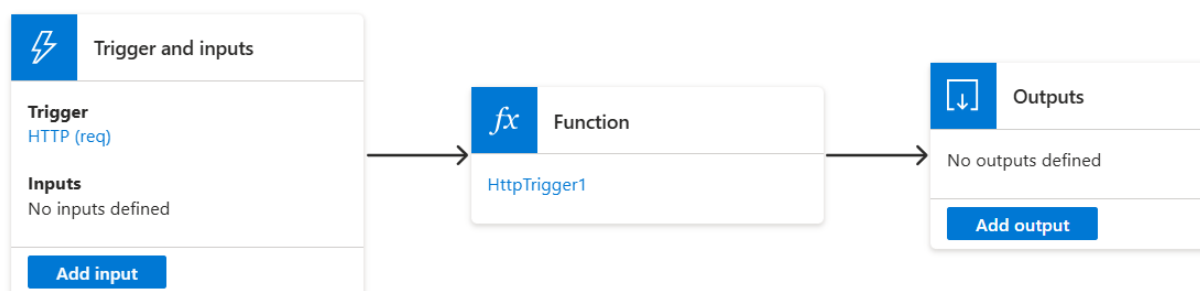 Trigger and inputs
Trigger
HTTP (req)
Inputs
No inputs defined
Add input
fx
Function
HttpTrigger1
Outputs
No outputs defined
Add output